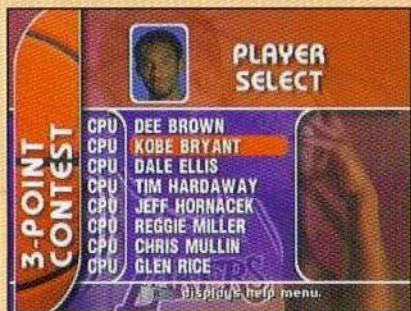 PLAYER
SELECT
3-POINT
CONTEST
CPU DEE BROWN
CPU KOBE BRYANT
CPU DALE ELLIS
CPU TIM HARDAWAY
CPU JEFF HORNACEK
CPU REGGIE MILLER
CPU CHRIS MULLIN
CPU GLEN RICE
displays help menu.